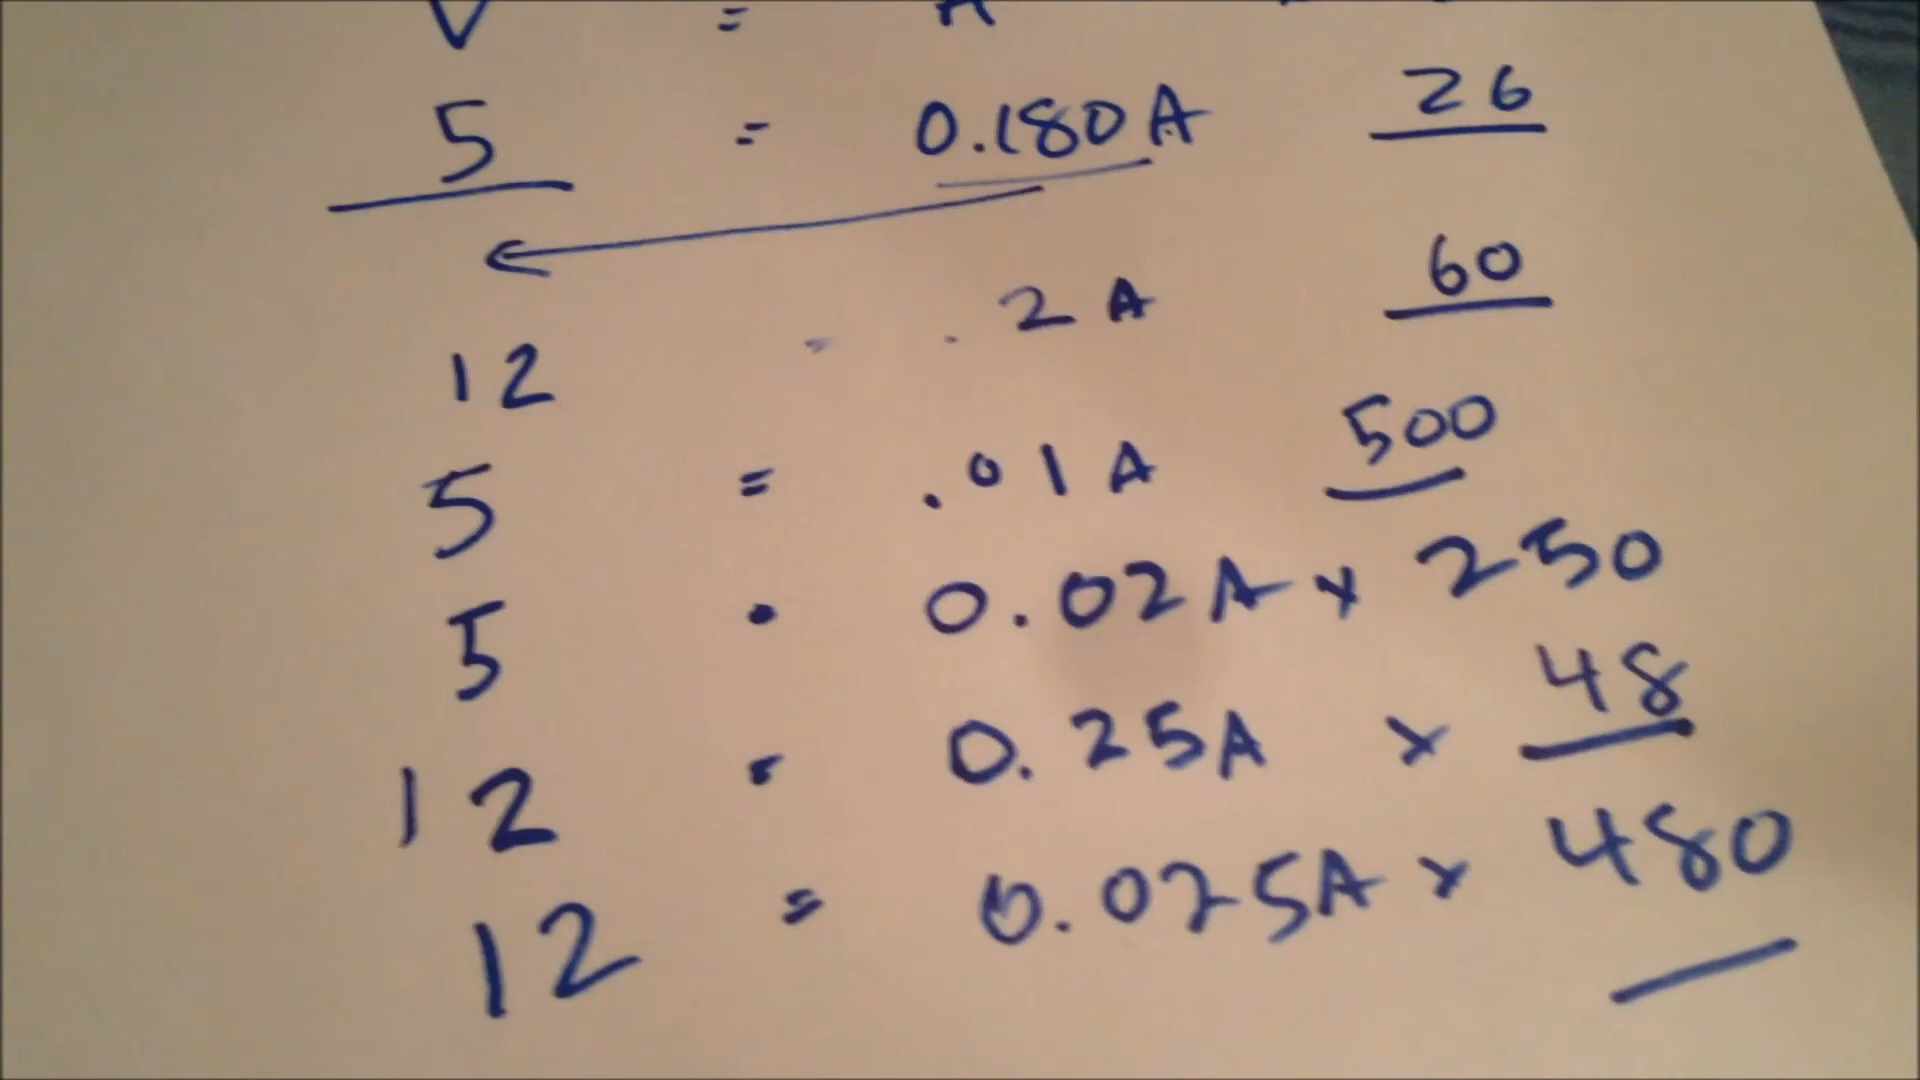 V = A
5 = 0.180A 26
12 = .2A 60
5 = .01A 500
5 = 0.02A x 250
12 = 0.25A x 48
12 = 0.025A x 480